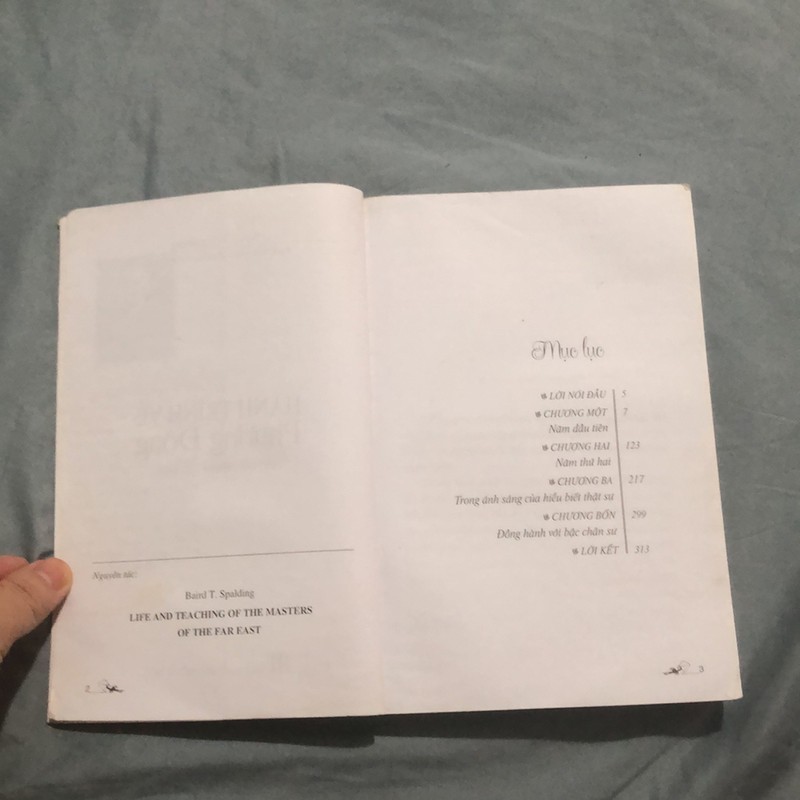 Nguyên tác:
Baird T. Spalding
LIFE AND TEACHING OF THE MASTERS
OF THE FAR EAST
2
Mục lục
LỜI NÓI ĐẦU 5
CHƯƠNG MỘT 7
Năm đầu tiên
CHƯƠNG HAI 123
Năm thứ hai
CHƯƠNG BA 217
Trong ánh sáng của hiểu biết thật sự
CHƯƠNG BỐN 299
Đồng hành với bậc chân sư
LỜI KẾT 313
3